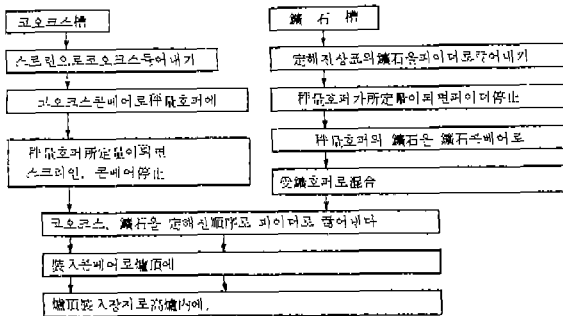 코오크스槽
스크린으로코오크스들어내기
코오크스콘베어로秤量호퍼에
秤量호퍼所定量이되면
스크리인, 콘베어停止
鑛石槽
定해진상표의鑛石을피이더로끊어내기
秤量호퍼가所定量이되면피이더停止
秤量호퍼의 鑛石은 鑛石콘베어로
受鑛호퍼로混合
코오크스, 鑛石을 定해진順序로 피이더로 끊어낸다
裝入콘베어로爐頂에
爐頂裝入장치로高爐內에,